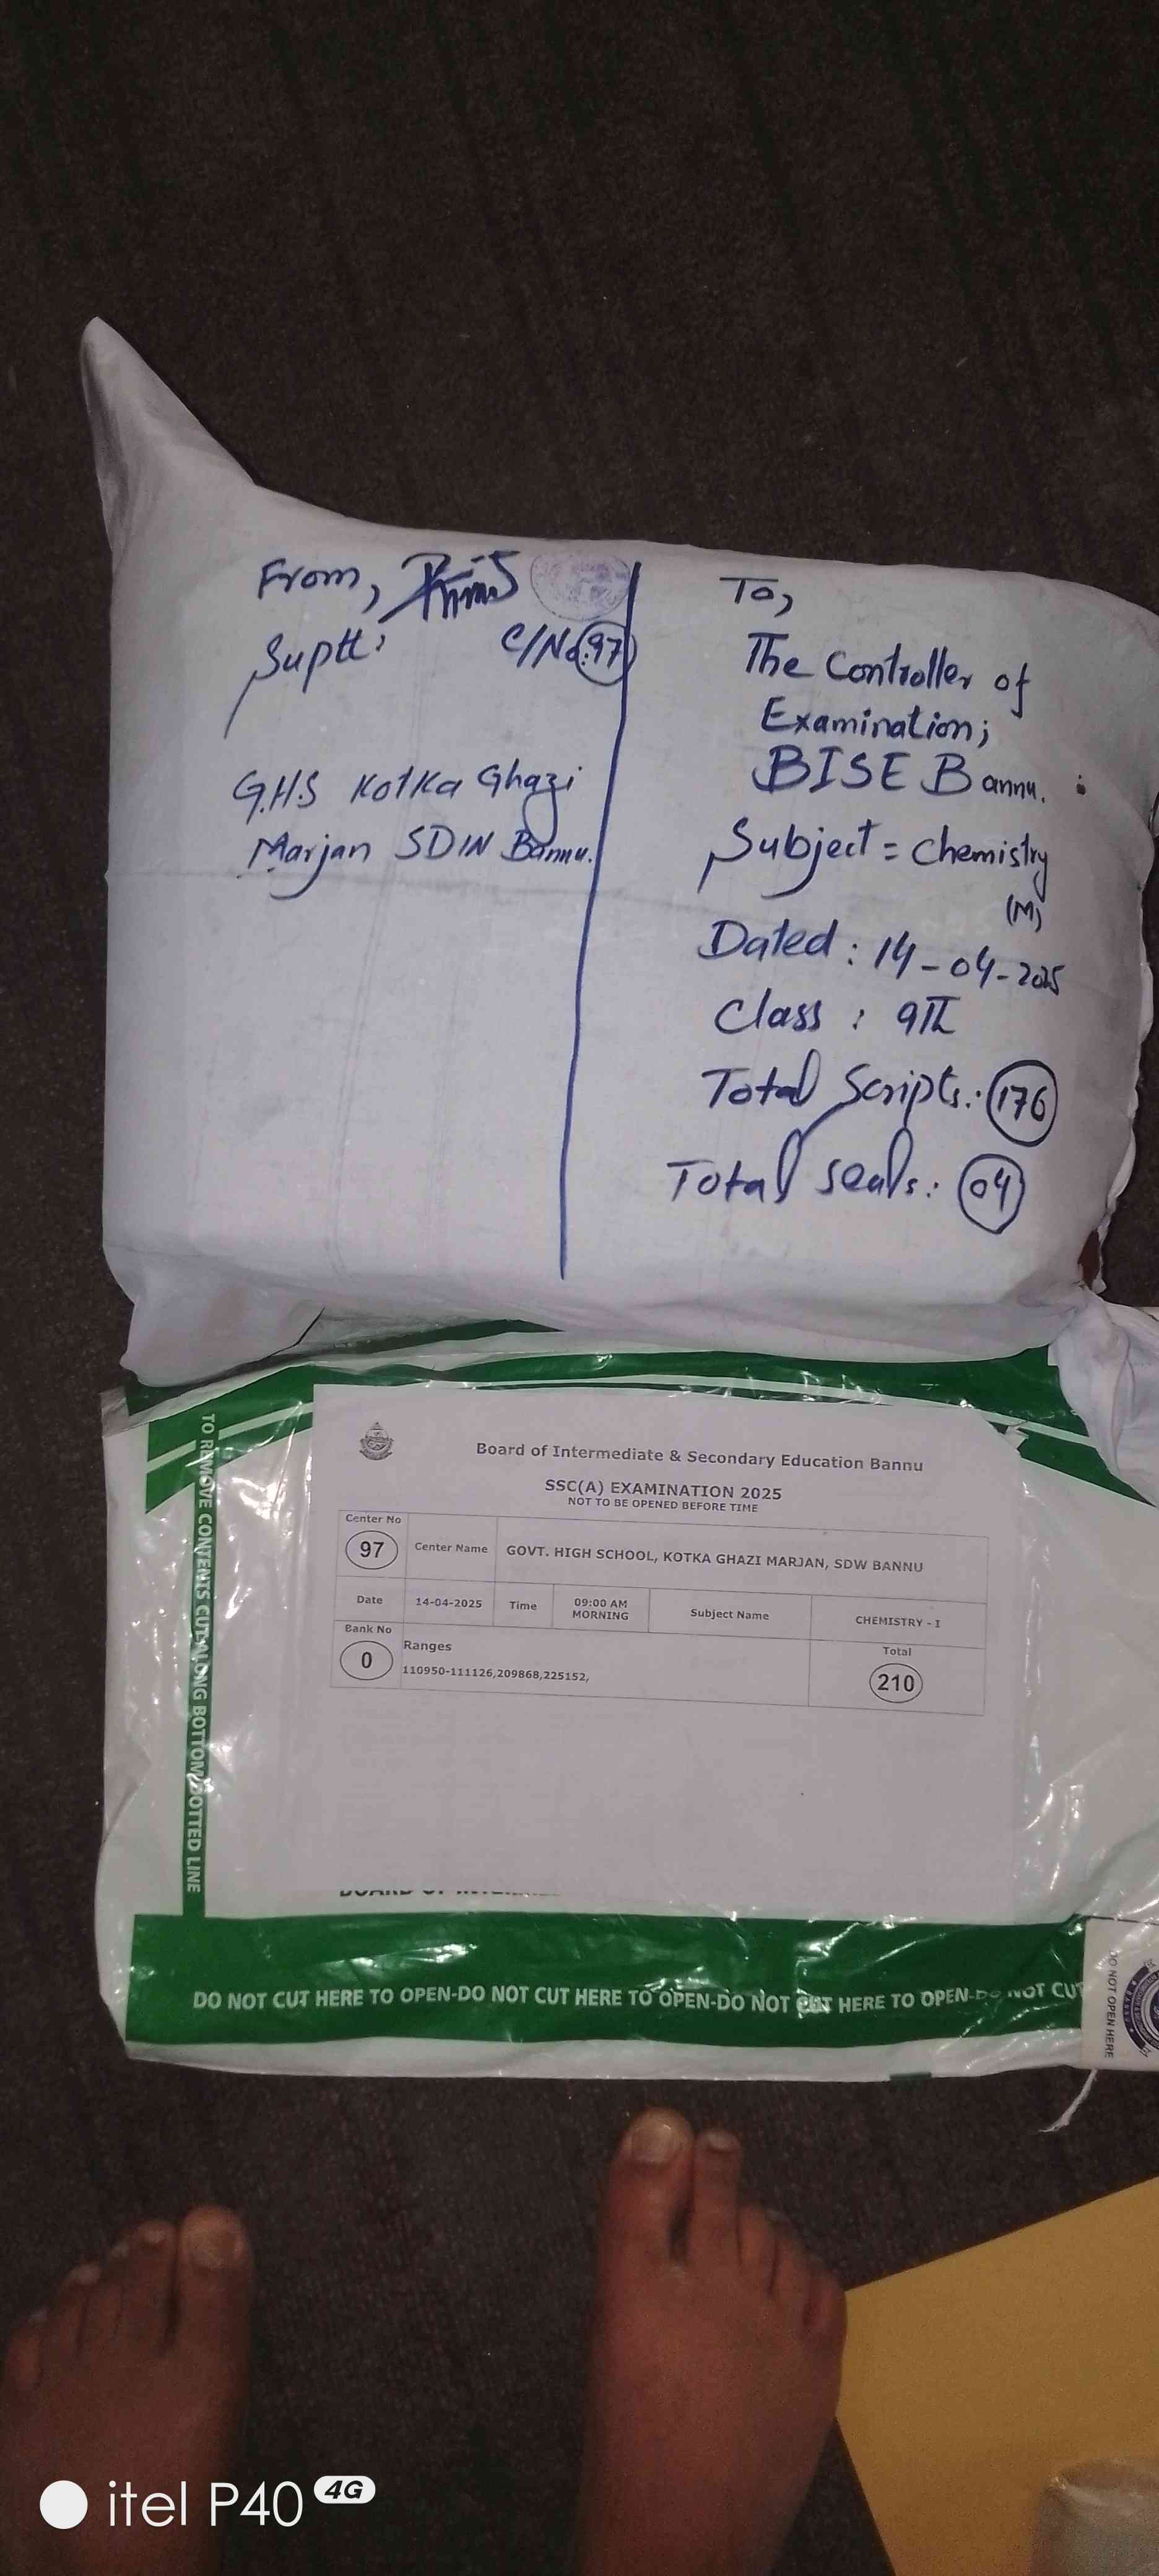 From,
Suptt:
C/No:97
G.H.S Kotka Ghazi
Marjan SDW Bannu.
To,
The Controller of
Examination;
BISE Bannu.
Subject = Chemistry
(M)
Dated: 14-04-2025
Class: 9th
Total Scripts: 176
Total seals: 04
Board of Intermediate & Secondary Education Bannu
SSC(A) EXAMINATION 2025
NOT TO BE OPENED BEFORE TIME
Center No
97
Center Name
GOVT. HIGH SCHOOL, KOTKA GHAZI MARJAN, SDW BANNU
Date
14-04-2025
Time
09:00 AM
MORNING
Subject Name
CHEMISTRY - I
Bank No
0
Ranges
110950-111126,209868,225152,
Total
210
TO REMOVE CONTENTS CUT ALONG BOTTOM DOTTED LINE
DO NOT CUT HERE TO OPEN-DO NOT CUT HERE TO OPEN-DO NOT CUT HERE TO OPEN-DO NOT CUT
DO NOT OPEN HERE
itel P40 4G